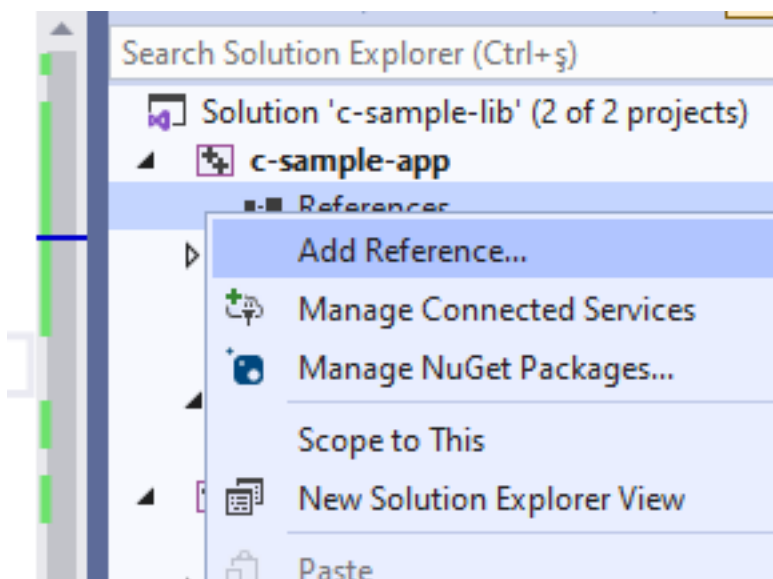 Search Solution Explorer (Ctrl+ş)
Solution 'c-sample-lib' (2 of 2 projects)
c-sample-app
References
Add Reference...
Manage Connected Services
Manage NuGet Packages...
Scope to This
New Solution Explorer View
Paste